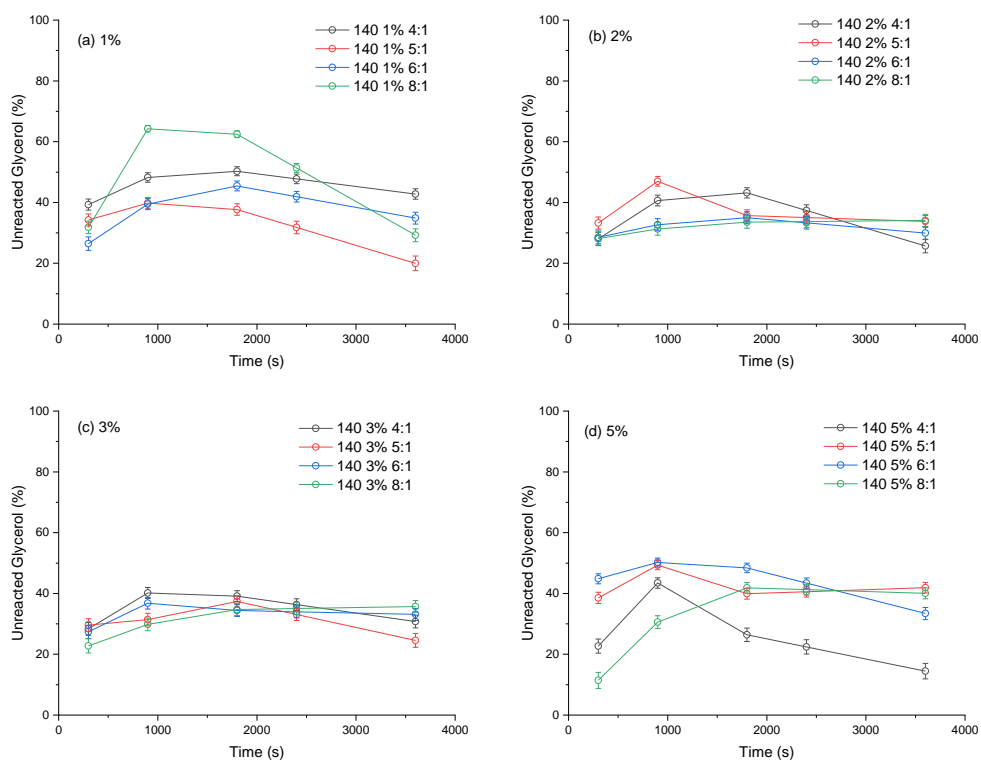 (a) 1%
140 1% 4:1
140 1% 5:1
140 1% 6:1
140 1% 8:1
Unreacted Glycerol (%)
100
80
60
40
20
0
0 1000 2000 3000 4000
Time (s)
(b) 2%
140 2% 4:1
140 2% 5:1
140 2% 6:1
140 2% 8:1
Unreacted Glycerol (%)
100
80
60
40
20
0
0 1000 2000 3000 4000
Time (s)
(c) 3%
140 3% 4:1
140 3% 5:1
140 3% 6:1
140 3% 8:1
Unreacted Glycerol (%)
100
80
60
40
20
0
0 1000 2000 3000 4000
Time (s)
(d) 5%
140 5% 4:1
140 5% 5:1
140 5% 6:1
140 5% 8:1
Unreacted Glycerol (%)
100
80
60
40
20
0
0 1000 2000 3000 4000
Time (s)